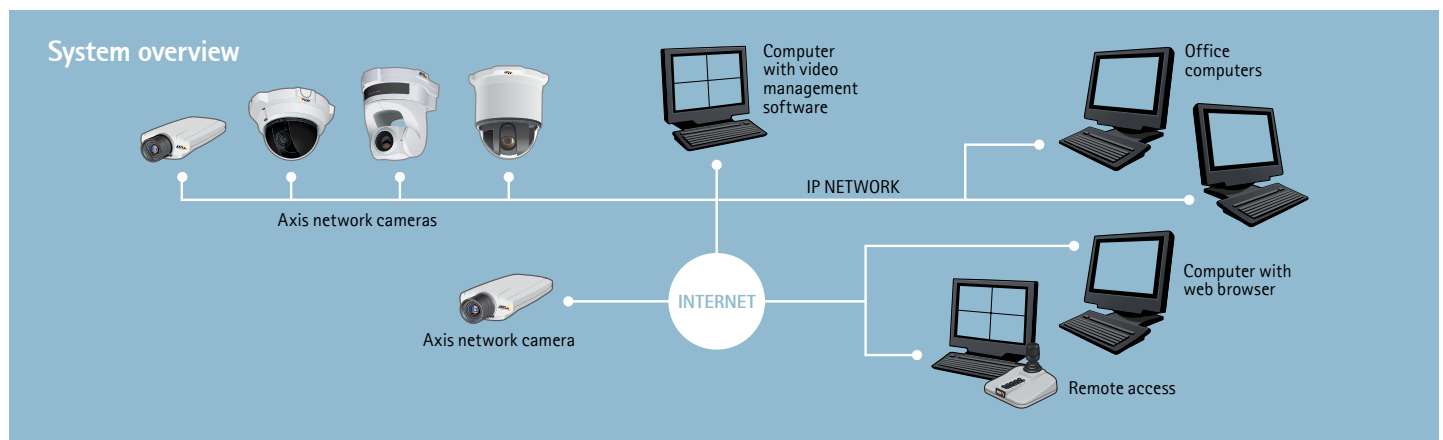 System overview
Computer
with video
management
software
Office
computers
IP NETWORK
Axis network cameras
INTERNET
Computer with
web browser
Axis network camera
Remote access